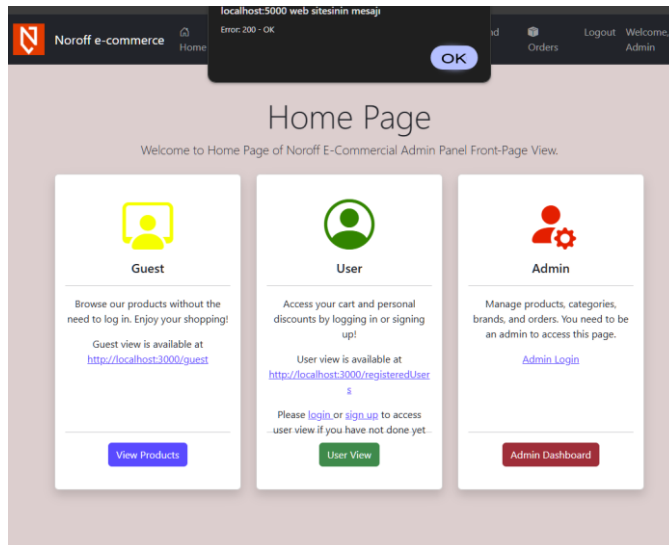 localhost:5000 web sitesinin mesajı
Error: 200 - OK
OK
Noroff e-commerce
Home
Orders
Logout
Welcome,
Admin
Home Page
Welcome to Home Page of Noroff E-Commercial Admin Panel Front-Page View.
Guest
Browse our products without the
need to log in. Enjoy your shopping!
Guest view is available at
http://localhost:3000/guest
View Products
User
Access your cart and personal
discounts by logging in or signing
up!
User view is available at
http://localhost:3000/registeredUser
s
Please login or sign up to access
user view if you have not done yet
User View
Admin
Manage products, categories,
brands, and orders. You need to be
an admin to access this page.
Admin Login
Admin Dashboard